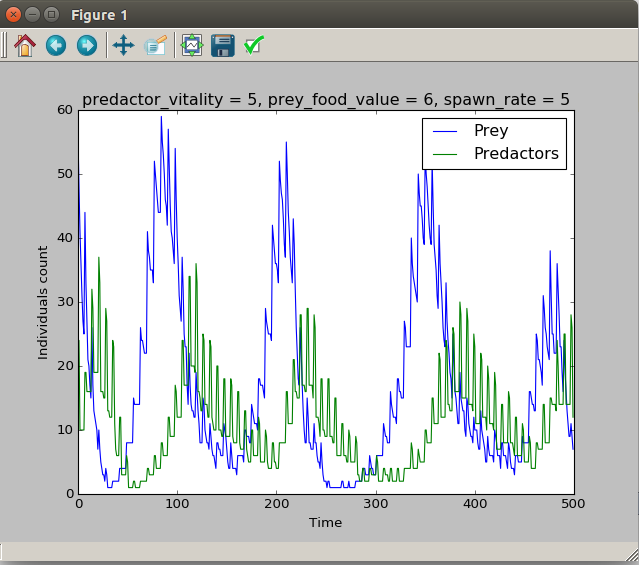 Figure 1
predactor_vitality = 5, prey_food_value = 6, spawn_rate = 5
Prey
Predactors
60
50
40
30
20
10
0
Individuals count
0 100 200 300 400 500
Time